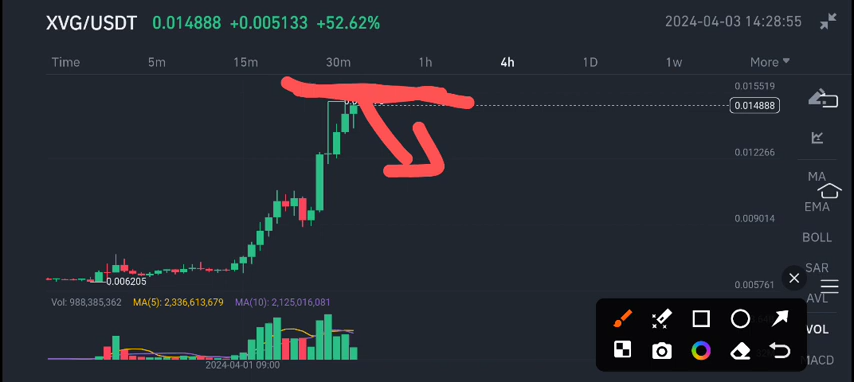 XVG/USDT 0.014888 +0.005133 +52.62% 2024-04-03 14:28:55
Time 5m 15m 30m 1h 4h 1D 1w More
0.015519
0.014888
0.012266
MA
EMA
0.009014
BOLL
SAR
0.006205
0.005761
AVL
Vol: 988,385,362 MA(5): 2,336,613,679 MA(10): 2,125,016,081
VOL
MACD
2024-04-01 09:00